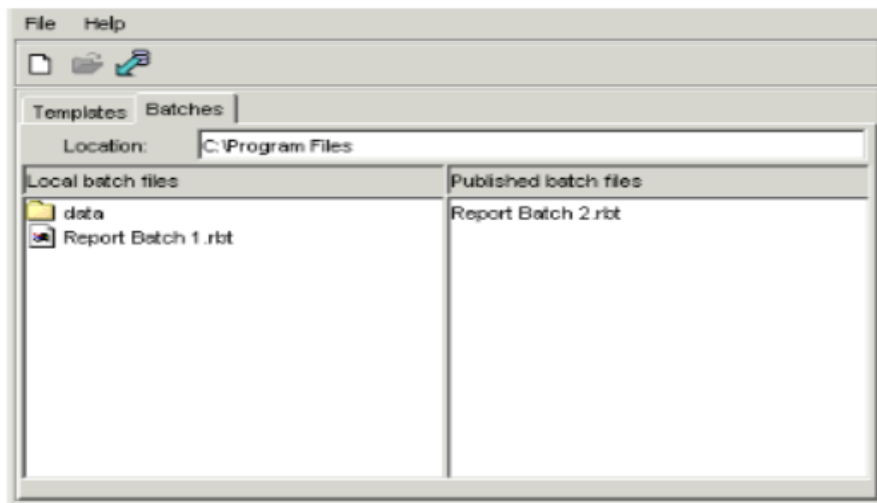 File Help
Templates Batches
Location: C:\Program Files
Local batch files Published batch files
data Report Batch 2.rbt
Report Batch 1.rbt